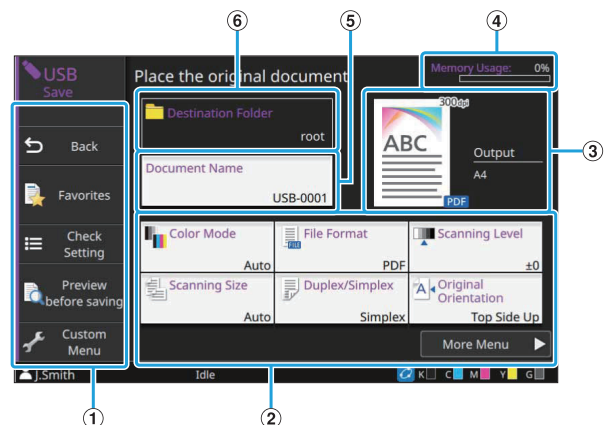 ⑥
⑤
④
USB
Save
Place the original document
Memory Usage: 0%
Destination Folder
root
300dpi
ABC
PDF
Output
A4
③
Back
Document Name
USB-0001
Favorites
Color Mode
Auto
File Format
FILE
PDF
Scanning Level
±0
Check
Setting
Scanning Size
Auto
Duplex/Simplex
Simplex
A
Original
Orientation
Top Side Up
Preview
before saving
Custom
Menu
More Menu
J.Smith
Idle
K C M Y G
①
②